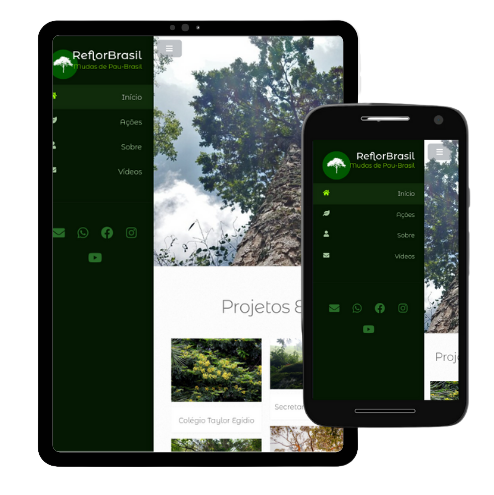 ReflorBrasil
Mudas de Pau-Brasil
Início
Ações
Sobre
Vídeos
Projetos &
Colégio Taylor Egídio
Secretar
ReflorBrasil
Mudas de Pau-Brasil
Início
Ações
Sobre
Vídeos
Proj